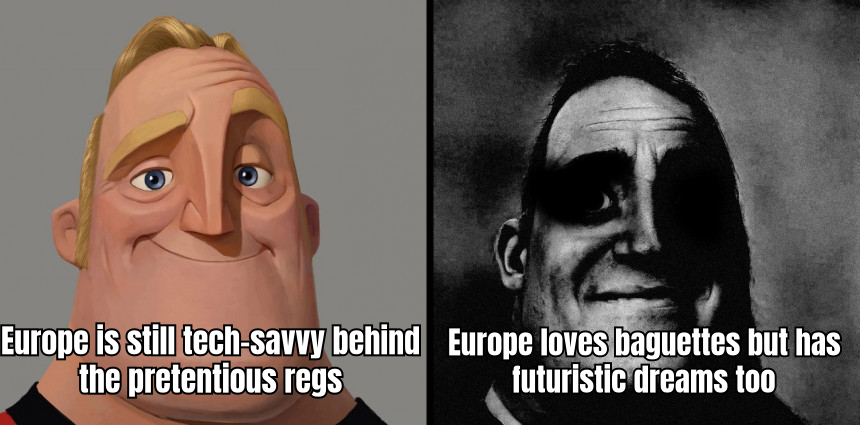 Europe is still tech-savvy behind
the pretentious regs
Europe loves baguettes but has
futuristic dreams too